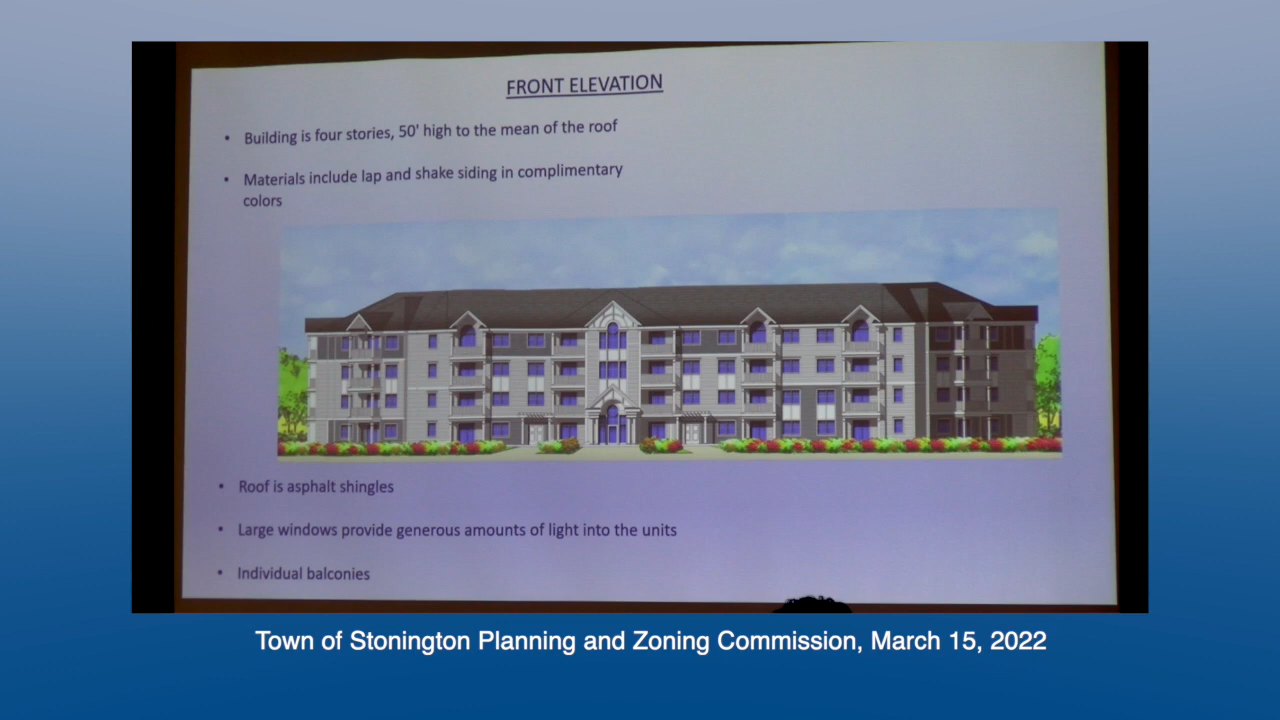 FRONT ELEVATION
• Building is four stories, 50' high to the mean of the roof
• Materials include lap and shake siding in complimentary
colors
• Roof is asphalt shingles
• Large windows provide generous amounts of light into the units
• Individual balconies
Town of Stonington Planning and Zoning Commission, March 15, 2022